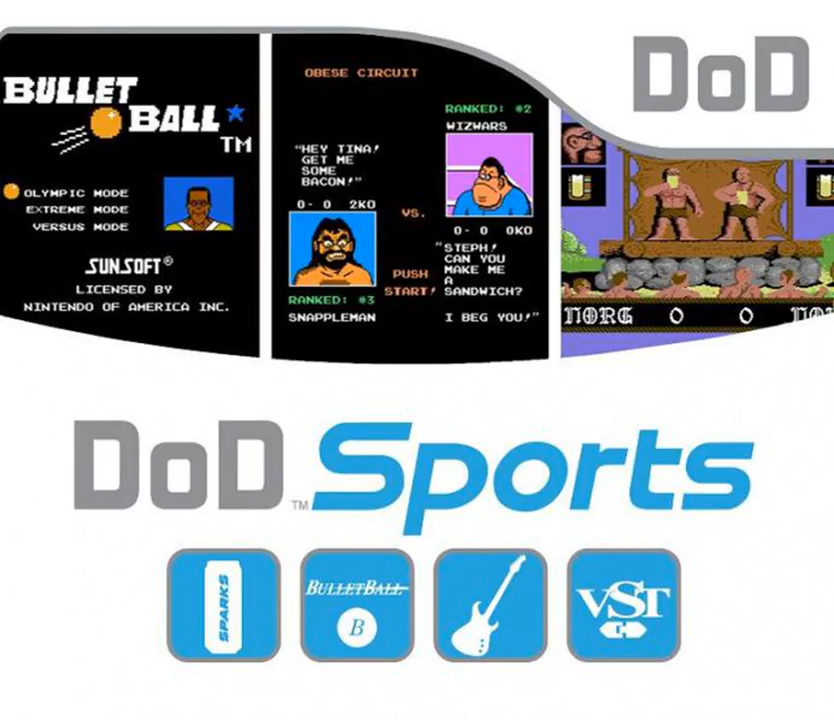 DoD
BULLET
BALL
TM
OLYMPIC MODE
EXTREME MODE
VERSUS MODE
SUNSOFT®
LICENSED BY
NINTENDO OF AMERICA INC.
OBESE CIRCUIT
RANKED: #2
WIZWARS
"HEY TINA!
GET ME
SOME
BACON!"
0- 0 2KO
VS.
0- 0 0KO
"STEPH!
CAN YOU
MAKE ME
A
SANDWICH?
I BEG YOU!"
PUSH
START!
RANKED: #3
SNAPPLEMAN
NORG 0 0
DoD™ Sports
SPARKS
BULLETBALL
B
VST